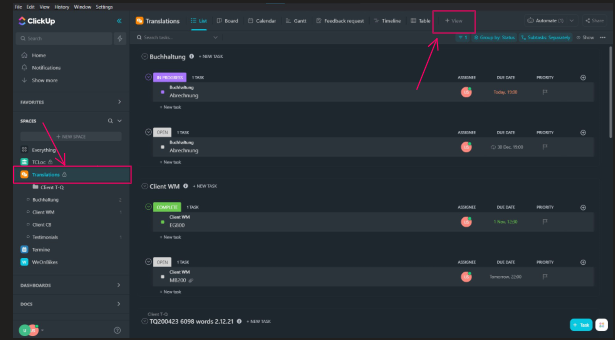 File Edit View History Window Settings
ClickUp
Translations List Board Calendar Gantt Feedback request Timeline Table + View Automate Share
Search
Search tasks...
Group by: Status Subtasks: Separately Show
Home
Notifications
Show more
FAVORITES
SPACES
+ NEW SPACE
Everything
TCLoc
Translations
Client T-Q
Buchhaltung
Client WM
Client CB
Testimonials
Termine
WeOnBikes
DASHBOARDS
DOCS
Buchhaltung + NEW TASK
IN PROGRESS 1 TASK ASSIGNEE DUE DATE PRIORITY
Buchhaltung
Abrechnung Today, 19:00
+ New task
OPEN 1 TASK ASSIGNEE DUE DATE PRIORITY
Buchhaltung
Abrechnung 30 Dec, 19:00
+ New task
Client WM + NEW TASK
COMPLETE 1 TASK ASSIGNEE DUE DATE PRIORITY
Client WM
EG800 1 Nov, 12:00
+ New task
OPEN 1 TASK ASSIGNEE DUE DATE PRIORITY
Client WM
MB200 Tomorrow, 22:00
+ New task
Client T-Q
TQ200423 6098 words 2.12.21 + NEW TASK
+ Task